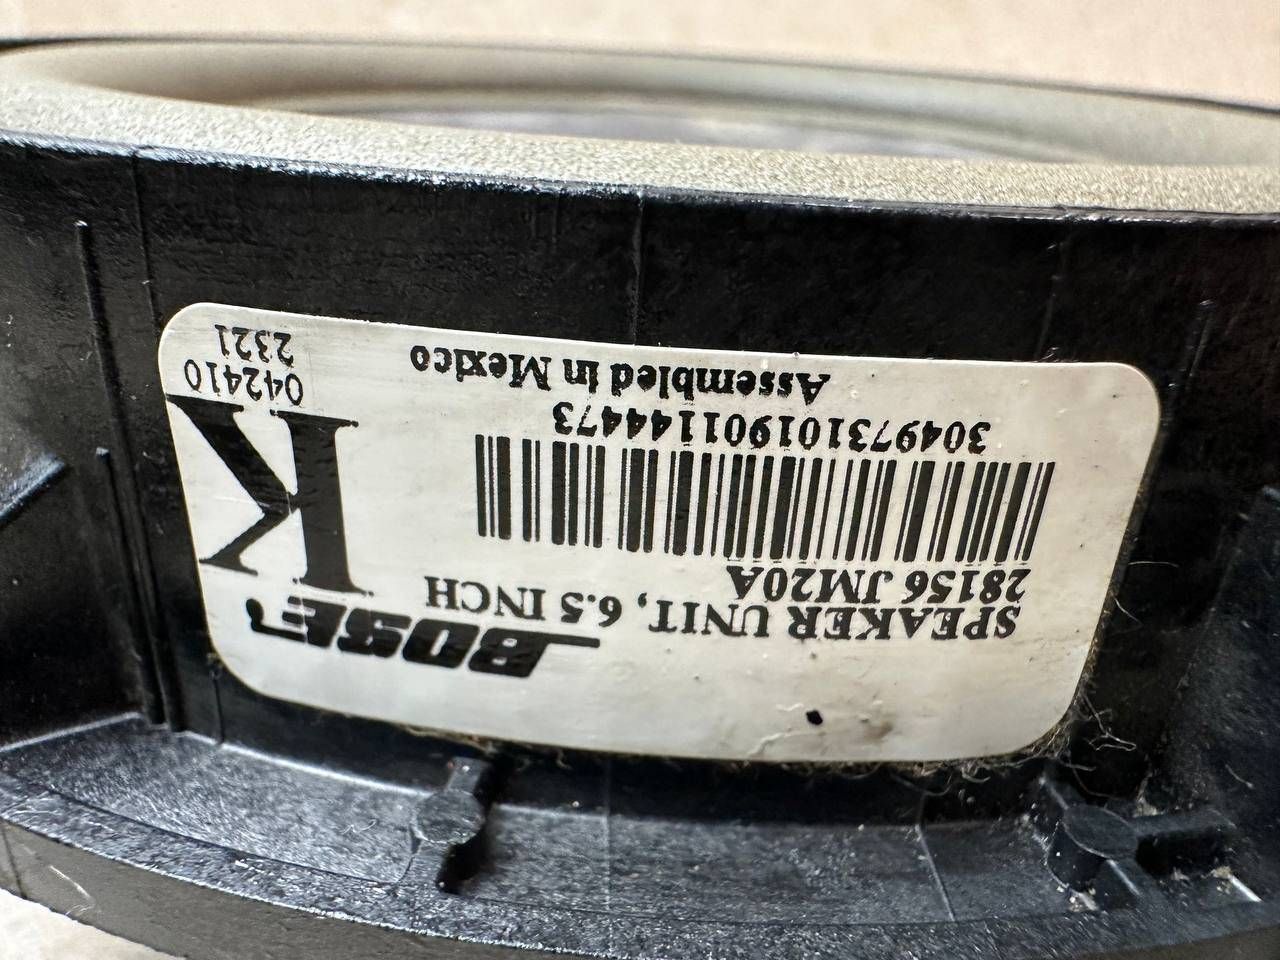 BOSE
SPEAKER UNIT, 6.5 INCH
28156 JM20A
304973101901144473
Assembled in Mexico
K
042410
2321